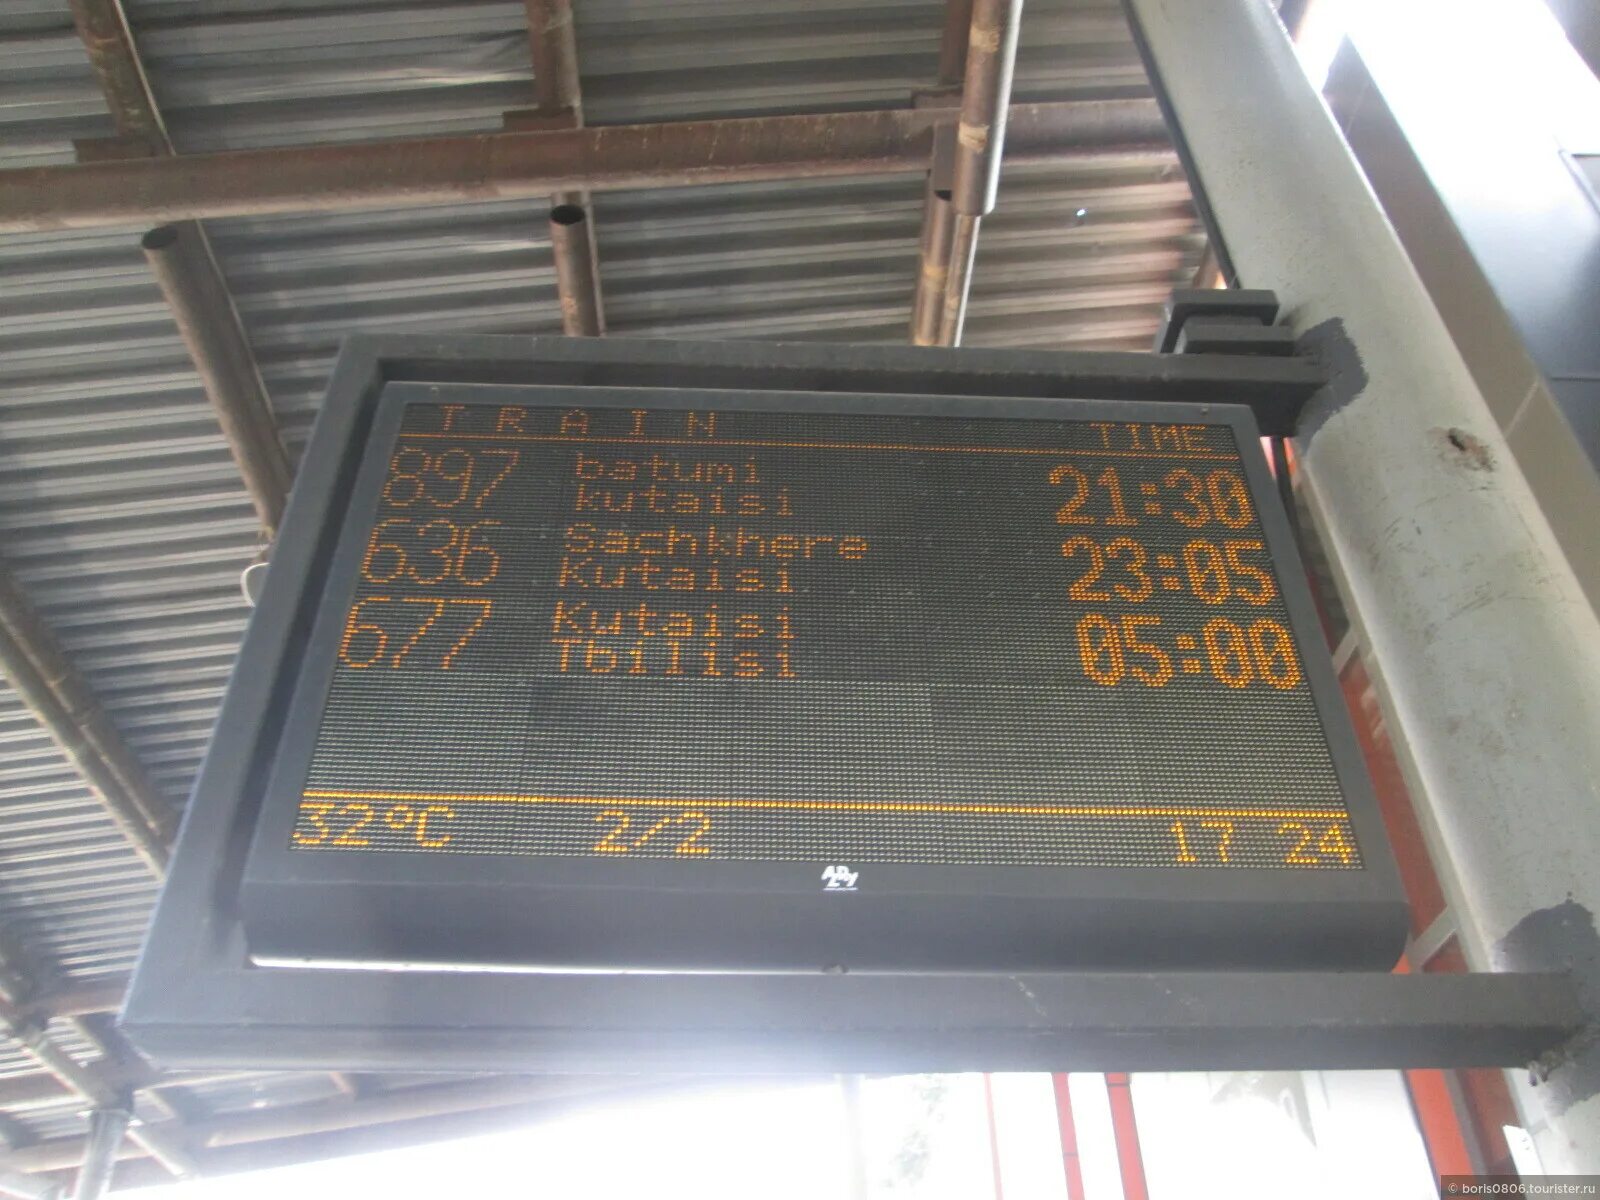 TRAIN TIME
897 batumi 21:30
kutaisi
636 Sachkhere 23:05
Kutaisi
677 Kutaisi 05:00
Tbilisi
32°C 2/2 17 24
© boris0806.tourister.ru